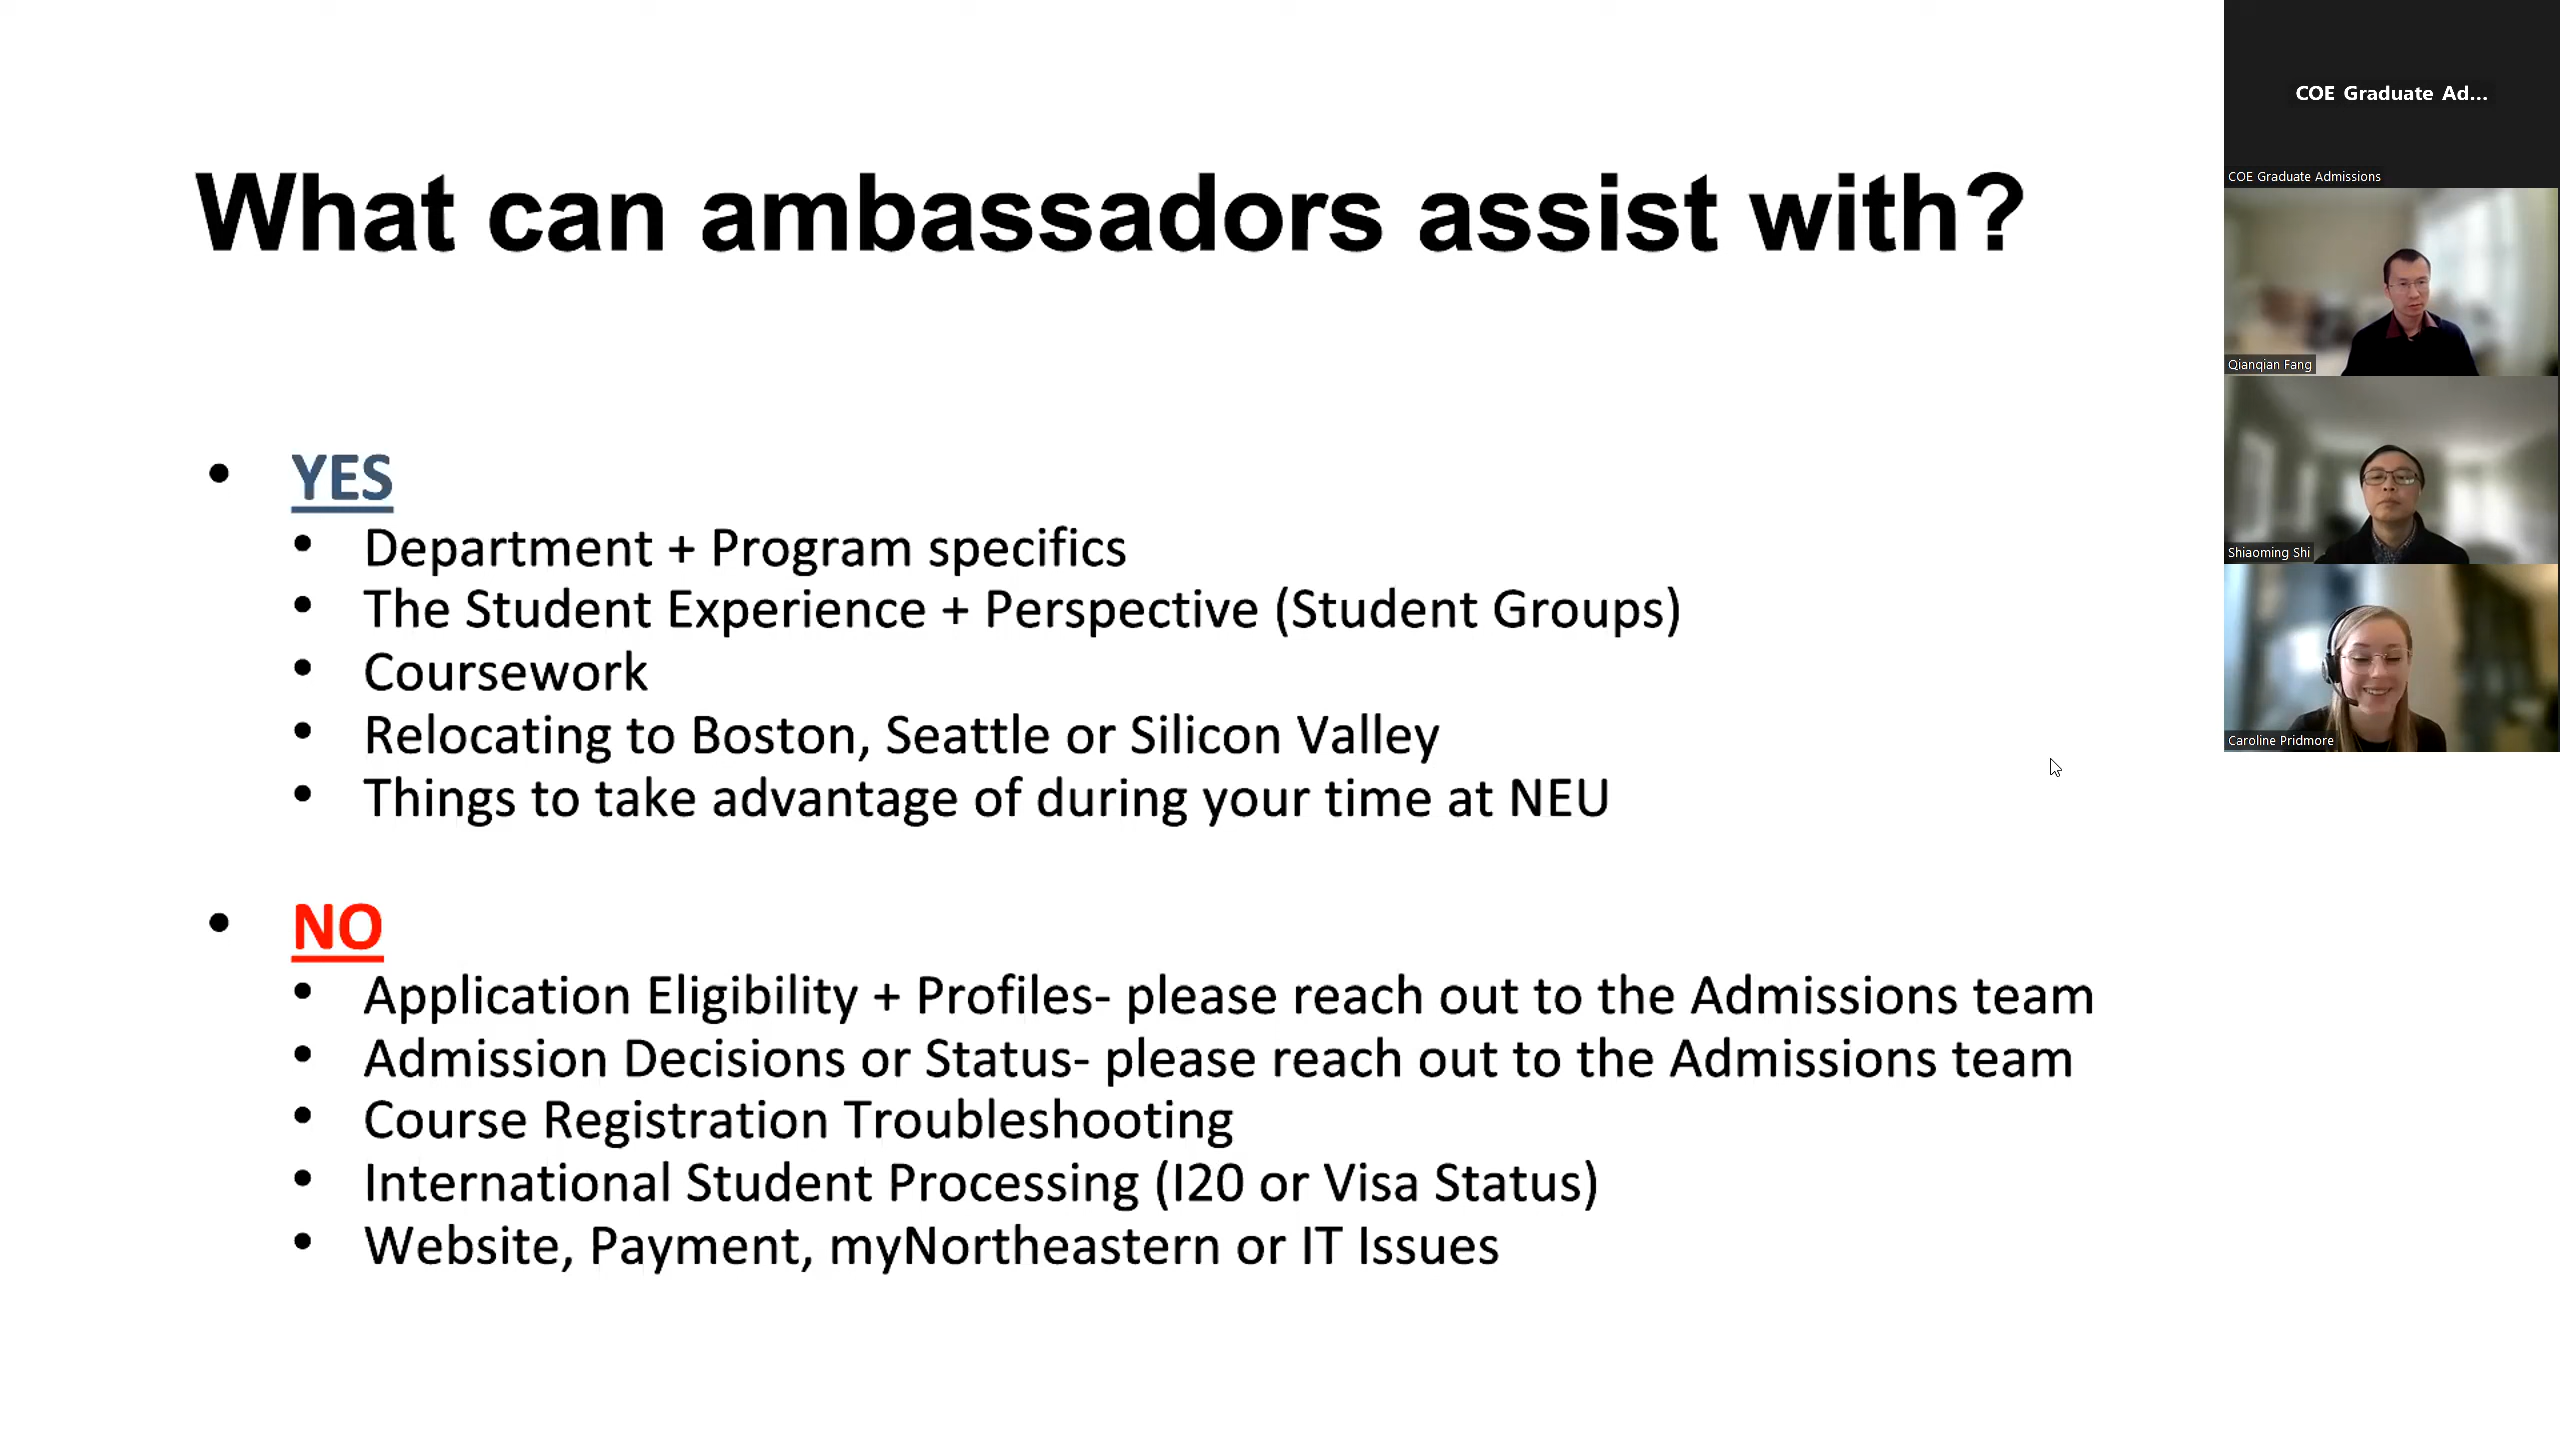 What can ambassadors assist with?
• YES
• Department + Program specifics
• The Student Experience + Perspective (Student Groups)
• Coursework
• Relocating to Boston, Seattle or Silicon Valley
• Things to take advantage of during your time at NEU
• NO
• Application Eligibility + Profiles- please reach out to the Admissions team
• Admission Decisions or Status- please reach out to the Admissions team
• Course Registration Troubleshooting
• International Student Processing (I20 or Visa Status)
• Website, Payment, myNortheastern or IT Issues
COE Graduate Ad...
COE Graduate Admissions
Qianqian Fang
Shiaoming Shi
Caroline Pridmore